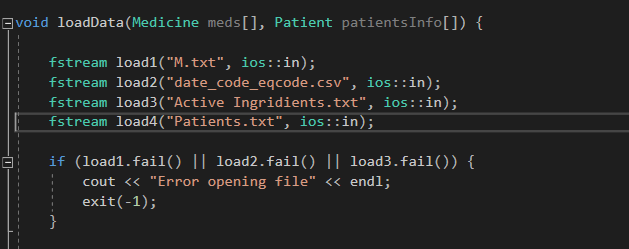 void loadData(Medicine meds[], Patient patientsInfo[]) {
fstream load1("M.txt", ios::in);
fstream load2("date_code_eqcode.csv", ios::in);
fstream load3("Active Ingridients.txt", ios::in);
fstream load4("Patients.txt", ios::in);
if (load1.fail() || load2.fail() || load3.fail()) {
cout << "Error opening file" << endl;
exit(-1);
}